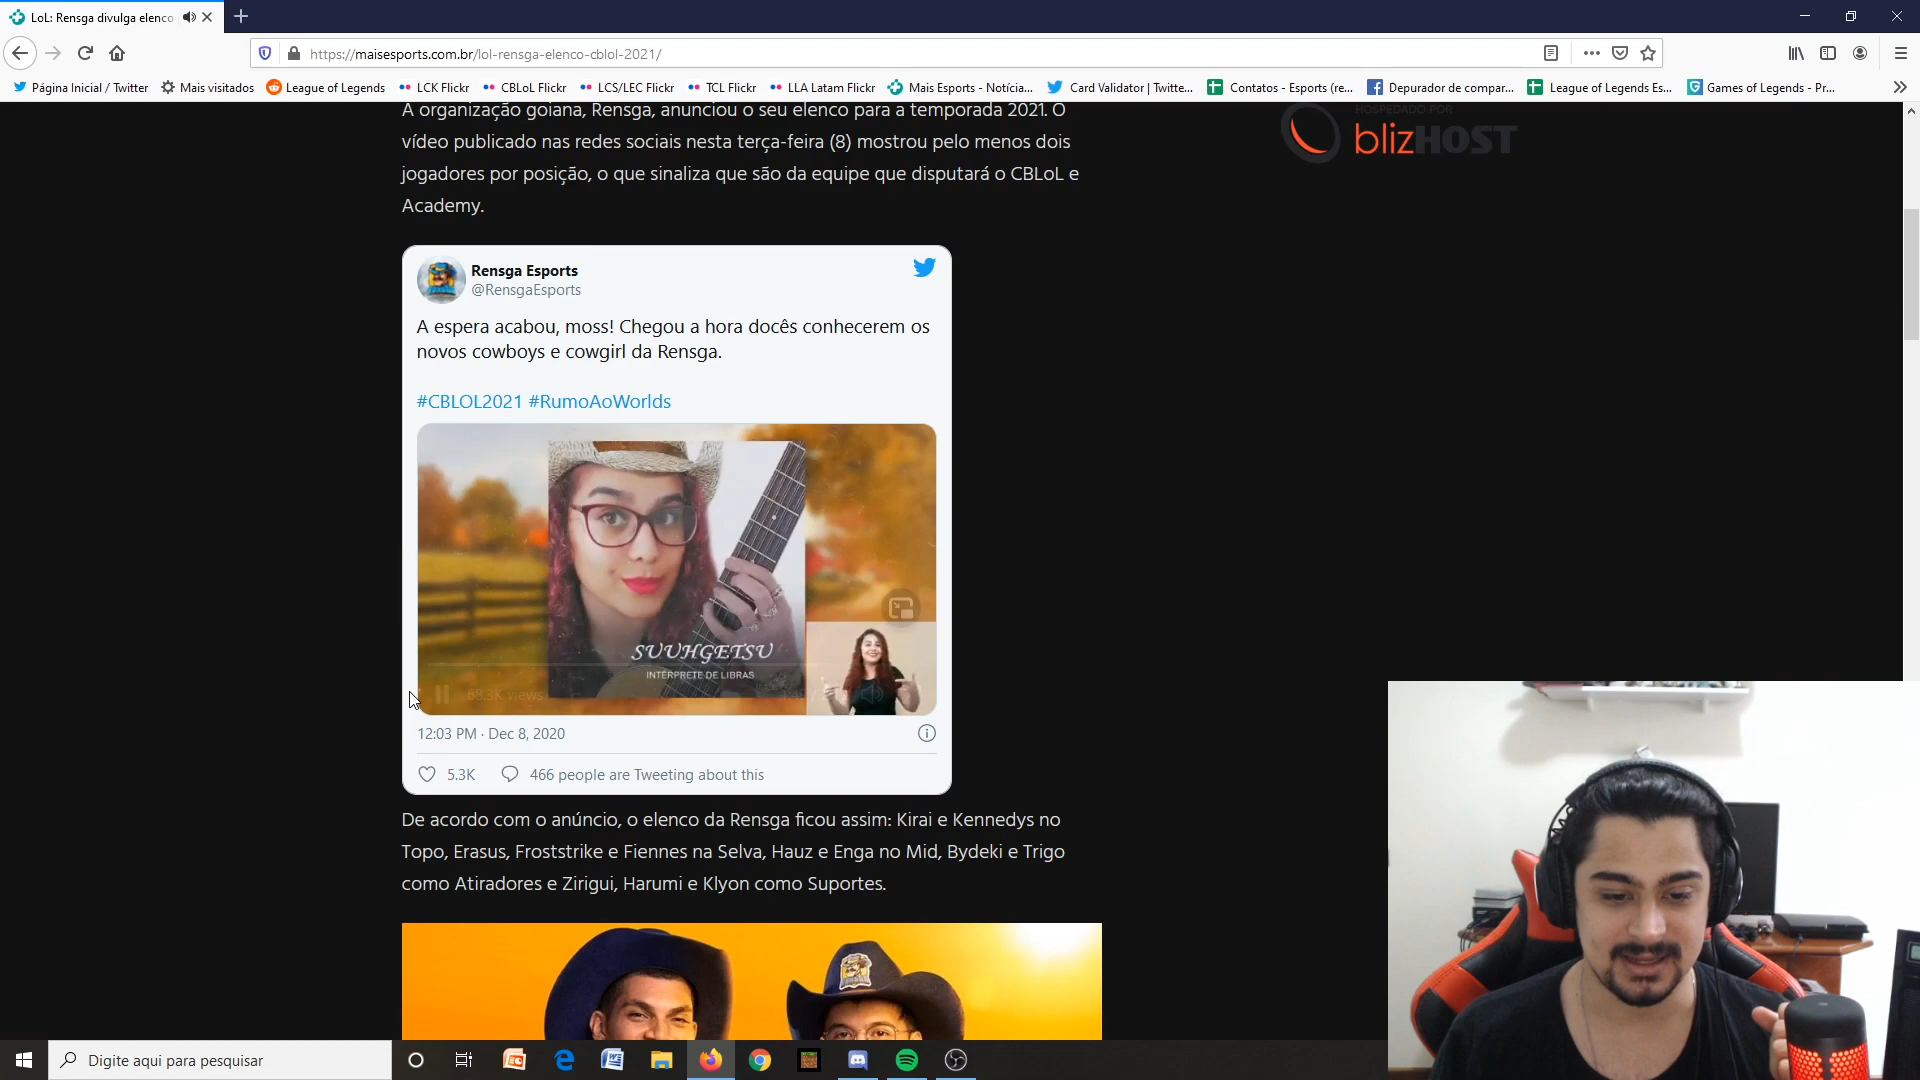 LoL: Rensga divulga elenco
https://maisesports.com.br/lol-rensga-elenco-cblol-2021/
Página Inicial / Twitter
Mais visitados
League of Legends
LCK Flickr
CBLoL Flickr
LCS/LEC Flickr
TCL Flickr
LLA Latam Flickr
Mais Esports - Notícia...
Card Validator | Twitte...
Contatos - Esports (re...
Depurador de compar...
League of Legends Es...
Games of Legends - Pr...
A organização goiana, Rensga, anunciou o seu elenco para a temporada 2021. O
vídeo publicado nas redes sociais nesta terça-feira (8) mostrou pelo menos dois
jogadores por posição, o que sinaliza que são da equipe que disputará o CBLoL e
Academy.
HOSPEDADO POR
blizHOST
Rensga Esports
@RensgaEsports
A espera acabou, moss! Chegou a hora docês conhecerem os
novos cowboys e cowgirl da Rensga.
#CBLOL2021 #RumoAoWorlds
SUUHGETSU
INTÉRPRETE DE LIBRAS
68.3K views
12:03 PM · Dec 8, 2020
5.3K
466 people are Tweeting about this
De acordo com o anúncio, o elenco da Rensga ficou assim: Kirai e Kennedys no
Topo, Erasus, Froststrike e Fiennes na Selva, Hauz e Enga no Mid, Bydeki e Trigo
como Atiradores e Zirigui, Harumi e Klyon como Suportes.
Digite aqui para pesquisar